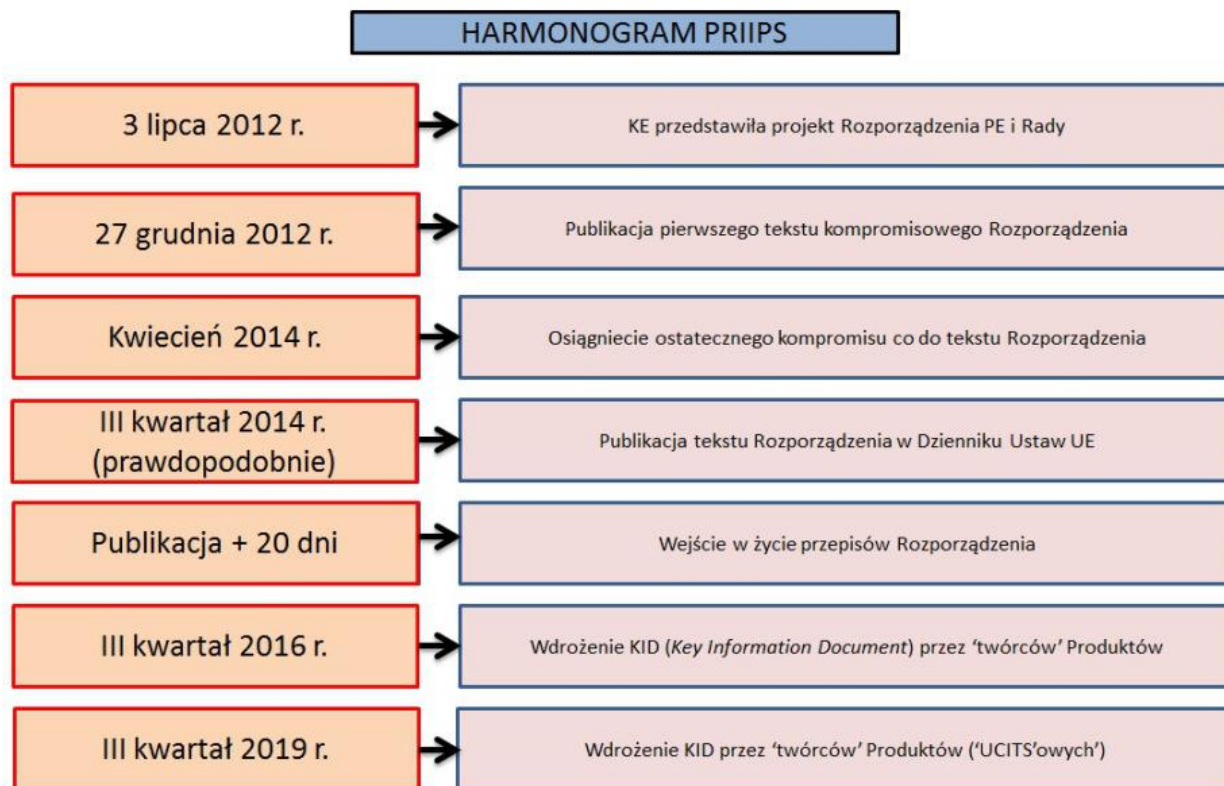 HARMONOGRAM PRIIPS
3 lipca 2012 r.
KE przedstawiła projekt Rozporządzenia PE i Rady
27 grudnia 2012 r.
Publikacja pierwszego tekstu kompromisowego Rozporządzenia
Kwiecień 2014 r.
Osiągniecie ostatecznego kompromisu co do tekstu Rozporządzenia
III kwartał 2014 r.
(prawdopodobnie)
Publikacja tekstu Rozporządzenia w Dzienniku Ustaw UE
Publikacja + 20 dni
Wejście w życie przepisów Rozporządzenia
III kwartał 2016 r.
Wdrożenie KID (Key Information Document) przez ‘twórców’ Produktów
III kwartał 2019 r.
Wdrożenie KID przez ‘twórców’ Produktów (‘UCITS’owych’)